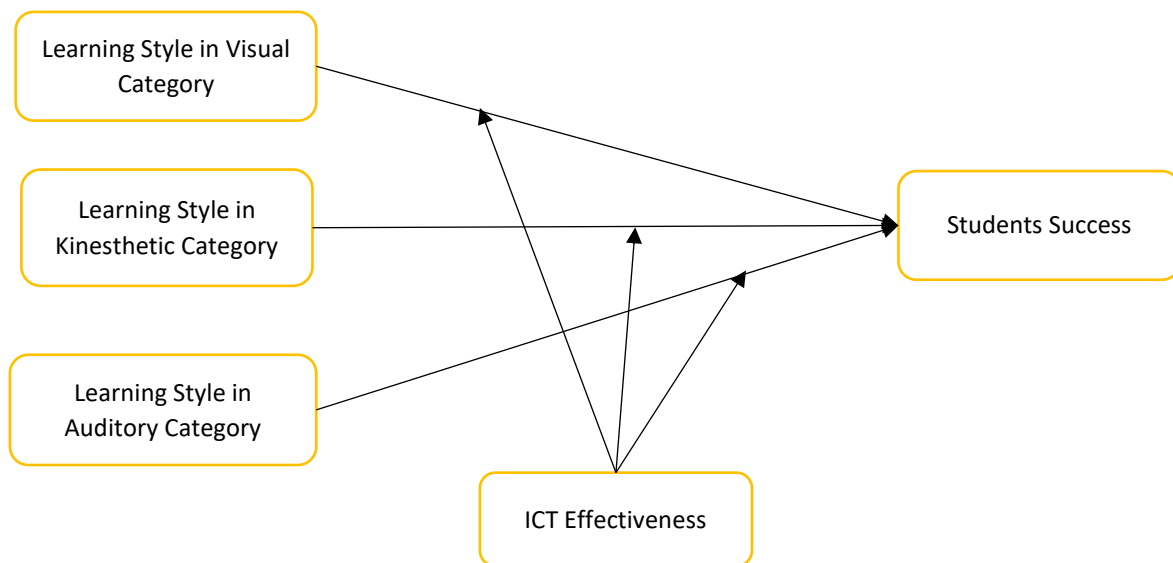 Learning Style in Visual
Category
Learning Style in
Kinesthetic Category
Students Success
Learning Style in
Auditory Category
ICT Effectiveness